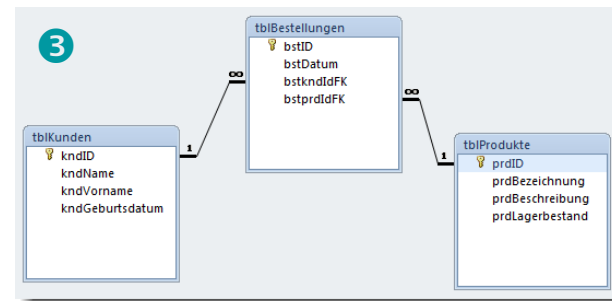 3
tblBestellungen
bstID
bstDatum
bstkndIdFK
bstprdIdFK
∞
∞
tblKunden
kndID
kndName
kndVorname
kndGeburtsdatum
1
1
tblProdukte
prdID
prdBezeichnung
prdBeschreibung
prdLagerbestand